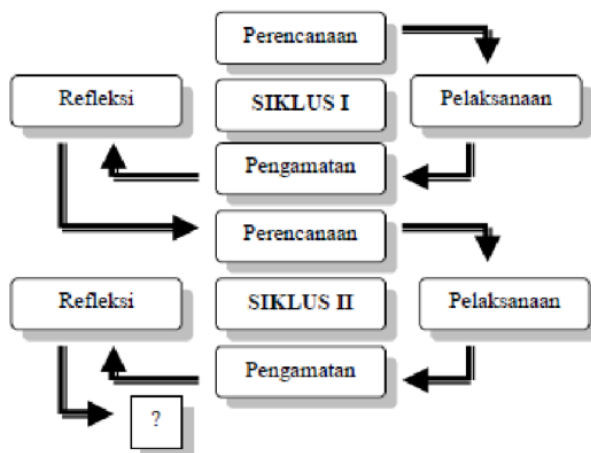 Perencanaan
Refleksi
SIKLUS I
Pelaksanaan
Pengamatan
Perencanaan
Refleksi
SIKLUS II
Pelaksanaan
Pengamatan
?